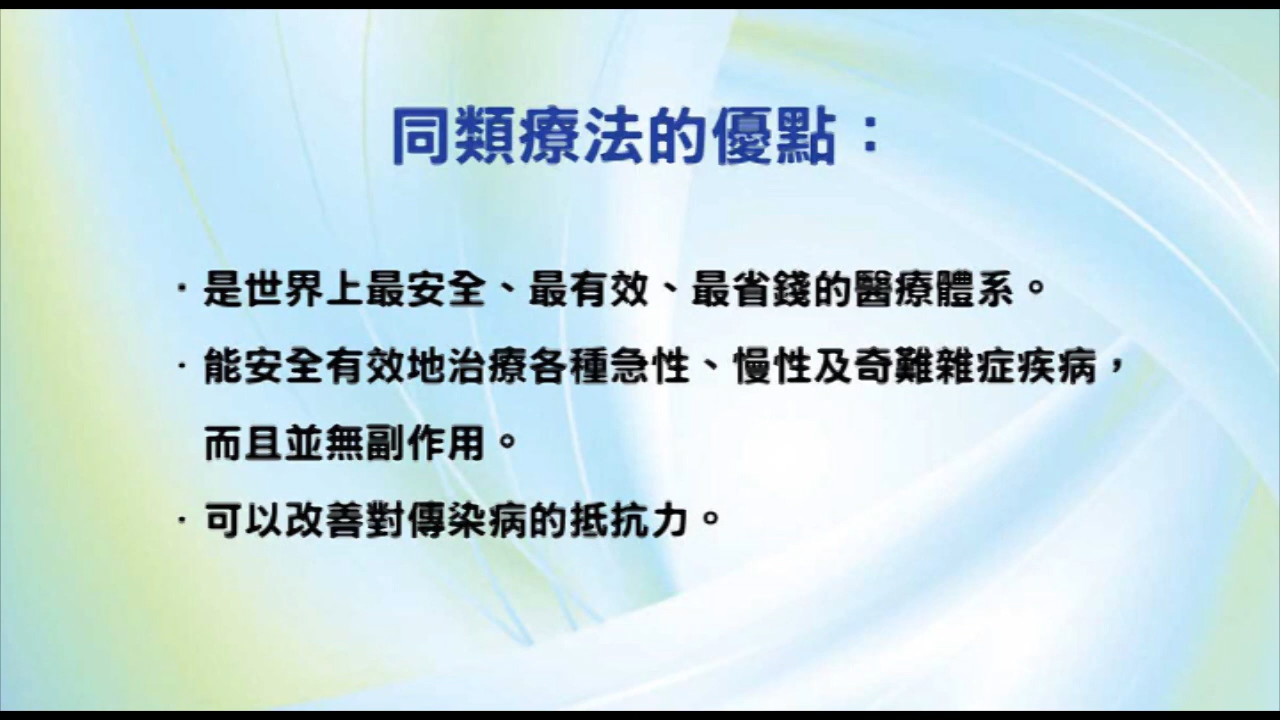 同類療法的優點：
·是世界上最安全、最有效、最省錢的醫療體系。
·能安全有效地治療各種急性、慢性及奇難雜症疾病，
而且並無副作用。
·可以改善對傳染病的抵抗力。